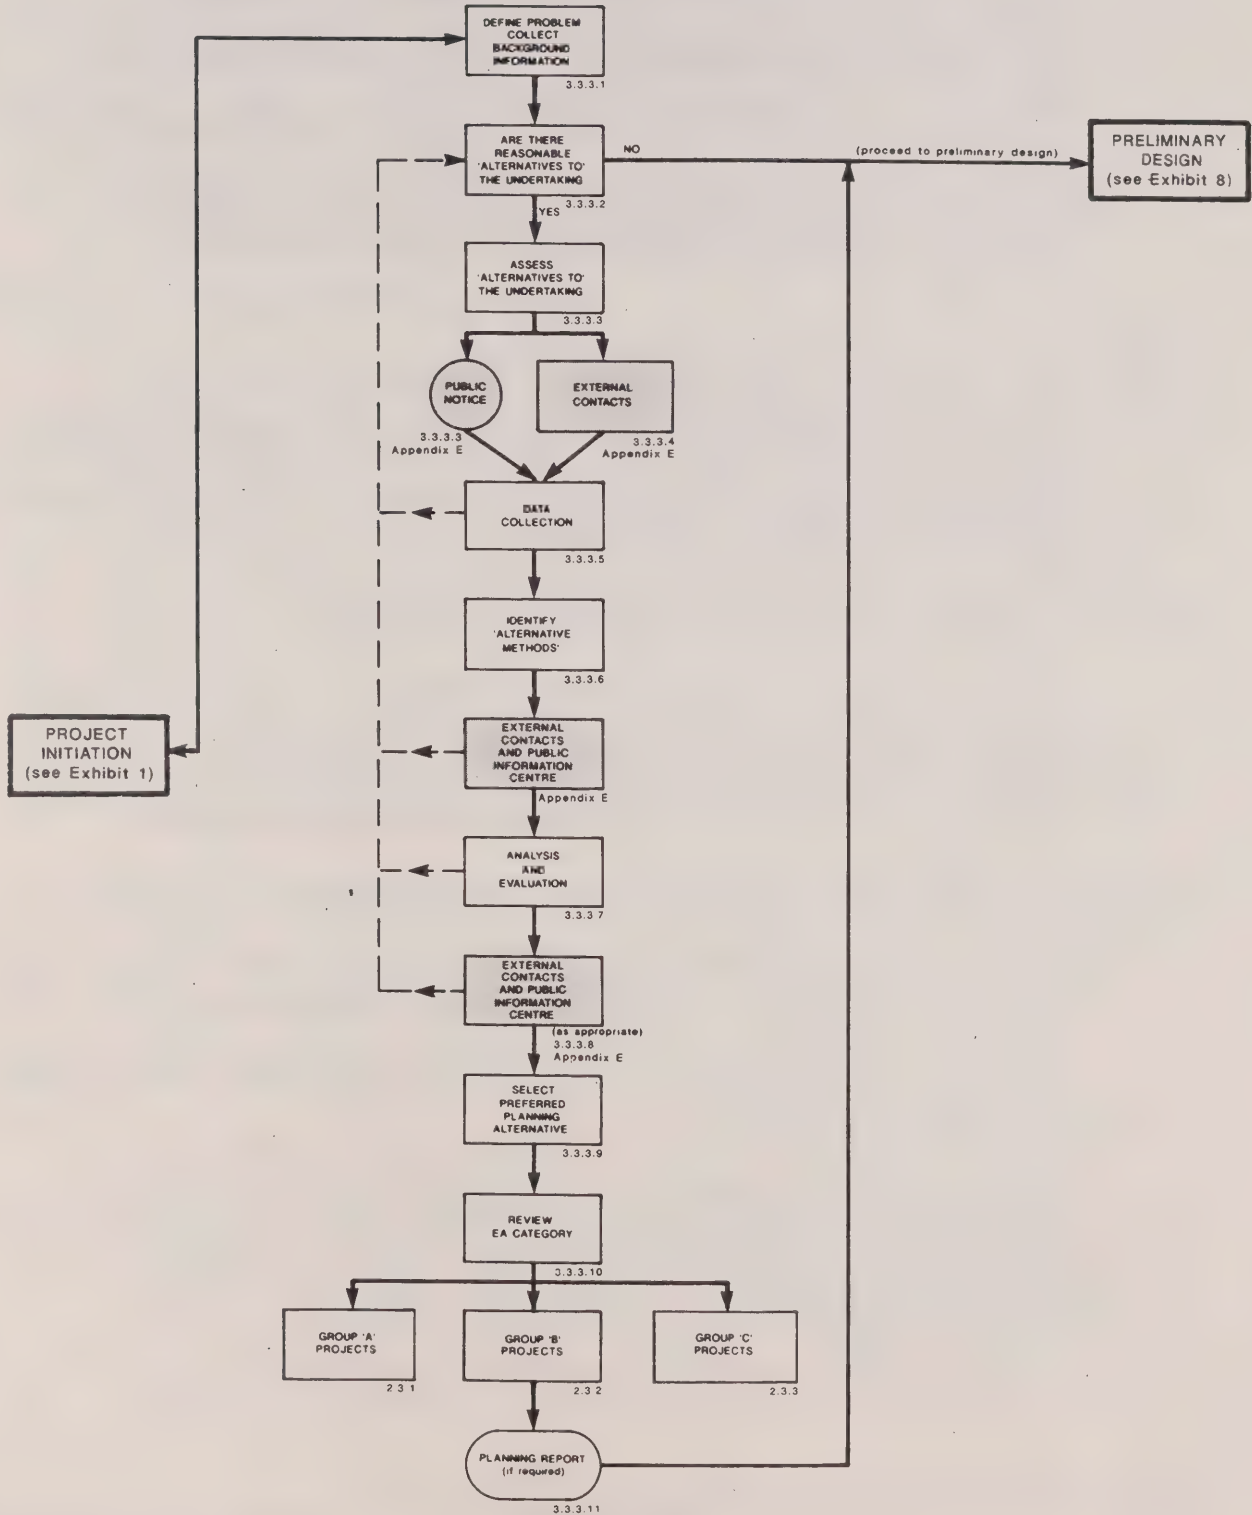 DEFINE PROBLEM
COLLECT
BACKGROUND
INFORMATION
3.3.3.1
ARE THERE
REASONABLE
'ALTERNATIVES TO'
THE UNDERTAKING
3.3.3.2
NO
(proceed to preliminary design)
PRELIMINARY
DESIGN
(see Exhibit 8)
YES
ASSESS
'ALTERNATIVES TO'
THE UNDERTAKING
3.3.3.3
PUBLIC
NOTICE
3.3.3.3
Appendix E
EXTERNAL
CONTACTS
3.3.3.4
Appendix E
DATA
COLLECTION
3.3.3.5
IDENTIFY
'ALTERNATIVE
METHODS'
3.3.3.6
PROJECT
INITIATION
(see Exhibit 1)
EXTERNAL
CONTACTS
AND PUBLIC
INFORMATION
CENTRE
Appendix E
ANALYSIS
AND
EVALUATION
3.3.3 7
EXTERNAL
CONTACTS
AND PUBLIC
INFORMATION
CENTRE
(as appropriate)
3.3.3.8
Appendix E
SELECT
PREFERRED
PLANNING
ALTERNATIVE
3.3.3.9
REVIEW
EA CATEGORY
3.3.3.10
GROUP 'A'
PROJECTS
2.3 1
GROUP 'B'
PROJECTS
2.3 2
GROUP 'C'
PROJECTS
2.3.3
PLANNING REPORT
(if required)
3.3.3.11